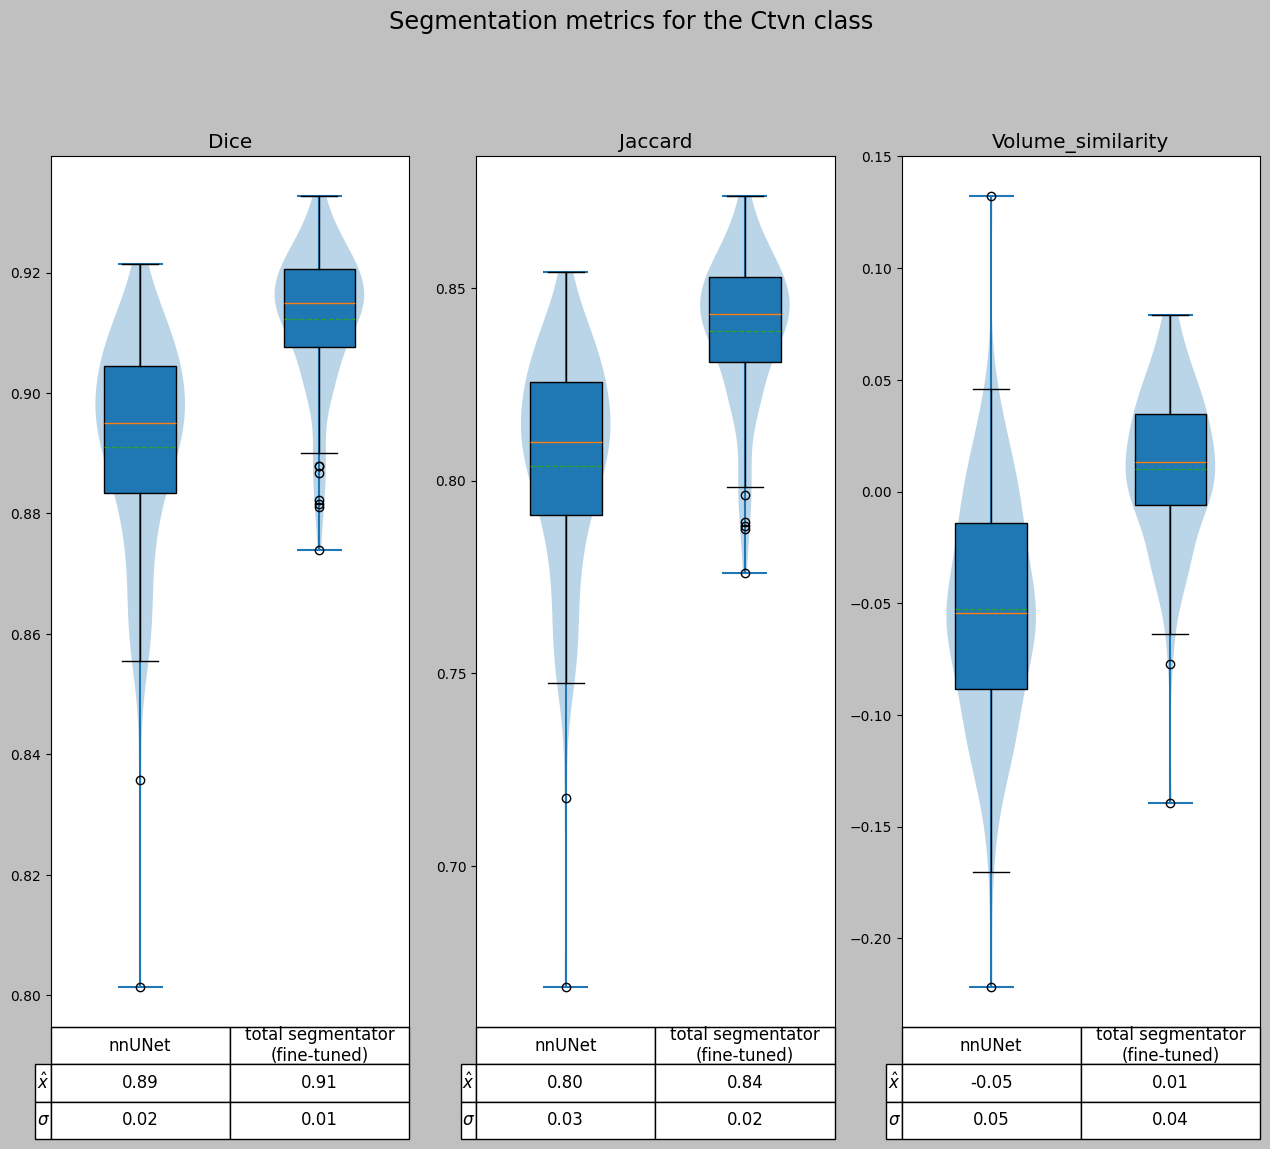 Segmentation metrics for the Ctvn class
Dice
0.92
0.90
0.88
0.86
0.84
0.82
0.80
nnUNet
total segmentator
(fine-tuned)
x̂ 0.89 0.91
σ 0.02 0.01
Jaccard
0.85
0.80
0.75
0.70
nnUNet
total segmentator
(fine-tuned)
x̂ 0.80 0.84
σ 0.03 0.02
Volume_similarity
0.15
0.10
0.05
0.00
−0.05
−0.10
−0.15
−0.20
nnUNet
total segmentator
(fine-tuned)
x̂ -0.05 0.01
σ 0.05 0.04